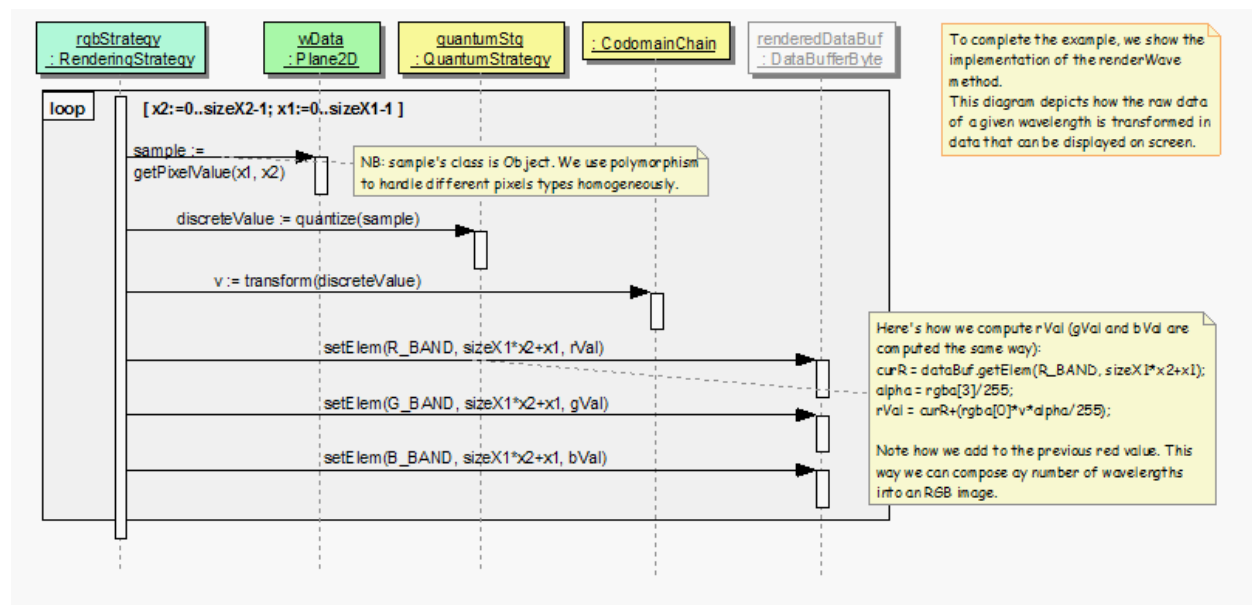 rgbStrategy
: RenderingStrategy
wData
: Plane2D
quantumStg
: QuantumStrategy
: CodomainChain
renderedDataBuf
: DataBufferByte
To complete the example, we show the
implementation of the renderWave
method.
This diagram depicts how the raw data
of a given wavelength is transformed in
data that can be displayed on screen.
loop
[ x2:=0..sizeX2-1; x1:=0..sizeX1-1 ]
sample :=
getPixelValue(x1, x2)
NB: sample's class is Object. We use polymorphism
to handle different pixels types homogeneously.
discreteValue := quantize(sample)
v := transform(discreteValue)
setElem(R_BAND, sizeX1*x2+x1, rVal)
setElem(G_BAND, sizeX1*x2+x1, gVal)
setElem(B_BAND, sizeX1*x2+x1, bVal)
Here's how we compute rVal (gVal and bVal are
computed the same way):
curR = dataBuf.getElem(R_BAND, sizeX1*x2+x1);
alpha = rgba[3]/255;
rVal = curR+(rgba[0]*v*alpha/255);
Note how we add to the previous red value. This
way we can compose ay number of wavelengths
into an RGB image.